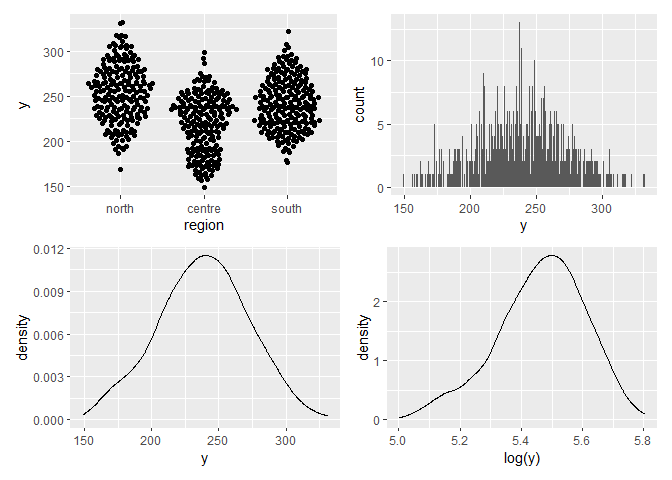 300
250
200
150
y
north centre south
region
10
5
0
count
150 200 250 300
y
0.012
0.009
0.006
0.003
0.000
density
150 200 250 300
y
2
1
0
density
5.0 5.2 5.4 5.6 5.8
log(y)